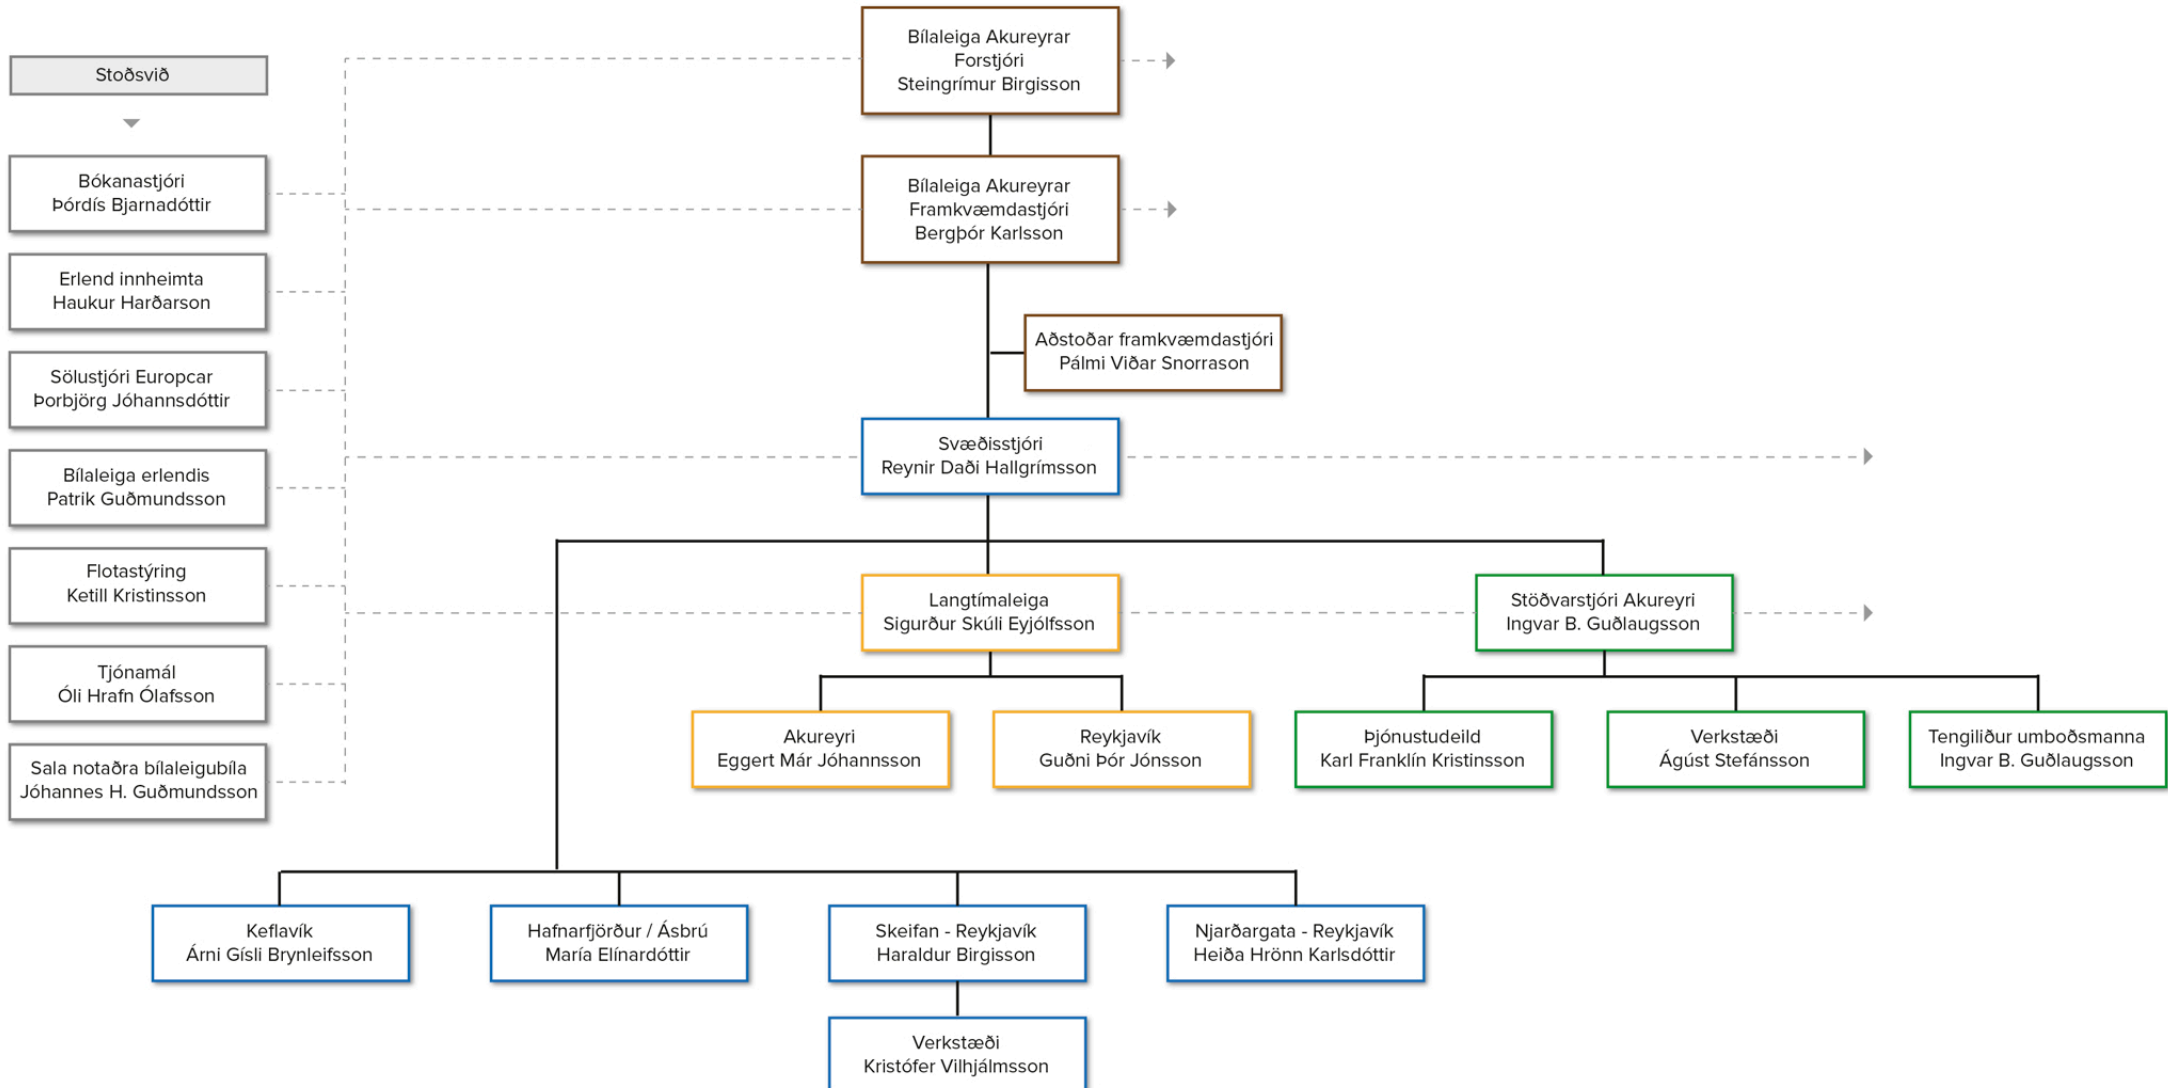 Bílaleiga Akureyrar
Forstjóri
Steingrímur Birgisson
Stoðsvið
Bókanastjóri
Þórdís Bjarnadóttir
Erlend innheimta
Haukur Harðarson
Sölustjóri Europcar
Þorbjörg Jóhannsdóttir
Bílaleiga erlendis
Patrik Guðmundsson
Flotastýring
Ketill Kristinsson
Tjónamál
Óli Hrafn Ólafsson
Sala notaðra bílaleigubíla
Jóhannes H. Guðmundsson
Bílaleiga Akureyrar
Framkvæmdastjóri
Bergþór Karlsson
Aðstoðar framkvæmdastjóri
Pálmi Viðar Snorrason
Svæðisstjóri
Reynir Daði Hallgrímsson
Langtímaleiga
Sigurður Skúli Eyjólfsson
Stöðvarstjóri Akureyri
Ingvar B. Guðlaugsson
Akureyri
Eggert Már Jóhannsson
Reykjavík
Guðni Þór Jónsson
Þjónustudeild
Karl Franklín Kristinsson
Verkstæði
Ágúst Stefánsson
Tengiliður umboðsmanna
Ingvar B. Guðlaugsson
Keflavík
Árni Gísli Brynleifsson
Hafnarfjörður / Ásbrú
María Elínardóttir
Skeifan - Reykjavík
Haraldur Birgisson
Njarðargata - Reykjavík
Heiða Hrönn Karlsdóttir
Verkstæði
Kristófer Vilhjálmsson